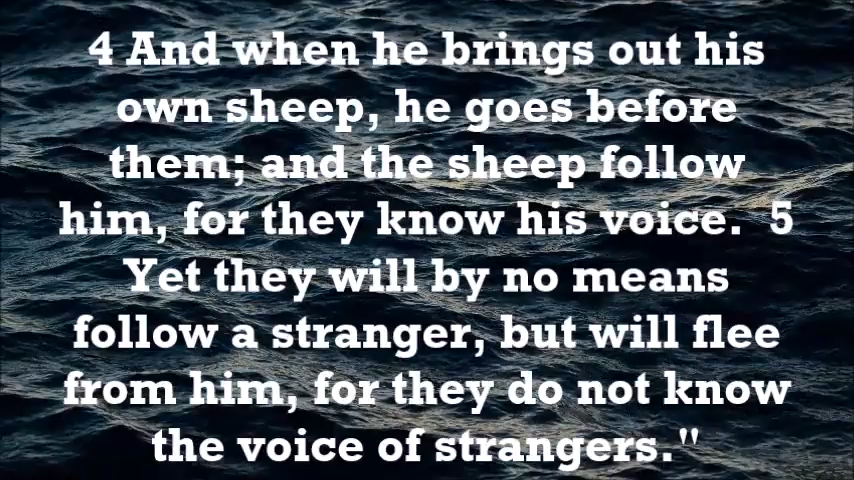 4 And when he brings out his
own sheep, he goes before
them; and the sheep follow
him, for they know his voice.  5
Yet they will by no means
follow a stranger, but will flee
from him, for they do not know
the voice of strangers."